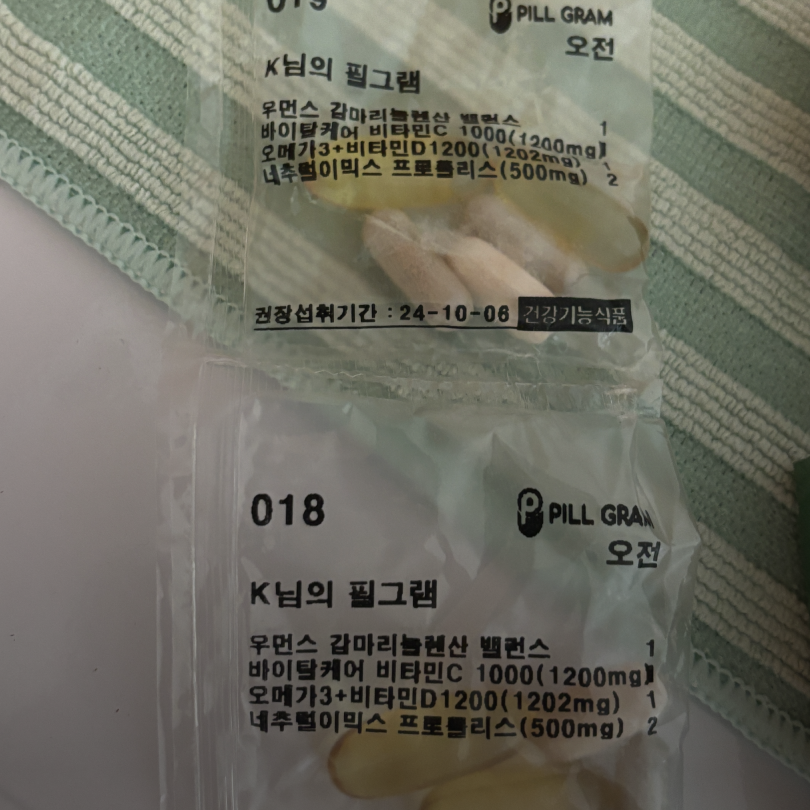 019
PILL GRAM
오전
K님의 필그램
우먼스 감마리놀렌산 밸런스 1
바이탈케어 비타민C 1000(1200mg)
오메가3+비타민D1200(1202mg) 1
네추럴이믹스 프로폴리스(500mg) 2
권장섭취기간 : 24-10-06 건강기능식품
018
PILL GRAM
오전
K님의 필그램
우먼스 감마리놀렌산 밸런스 1
바이탈케어 비타민C 1000(1200mg)
오메가3+비타민D1200(1202mg) 1
네추럴이믹스 프로폴리스(500mg) 2